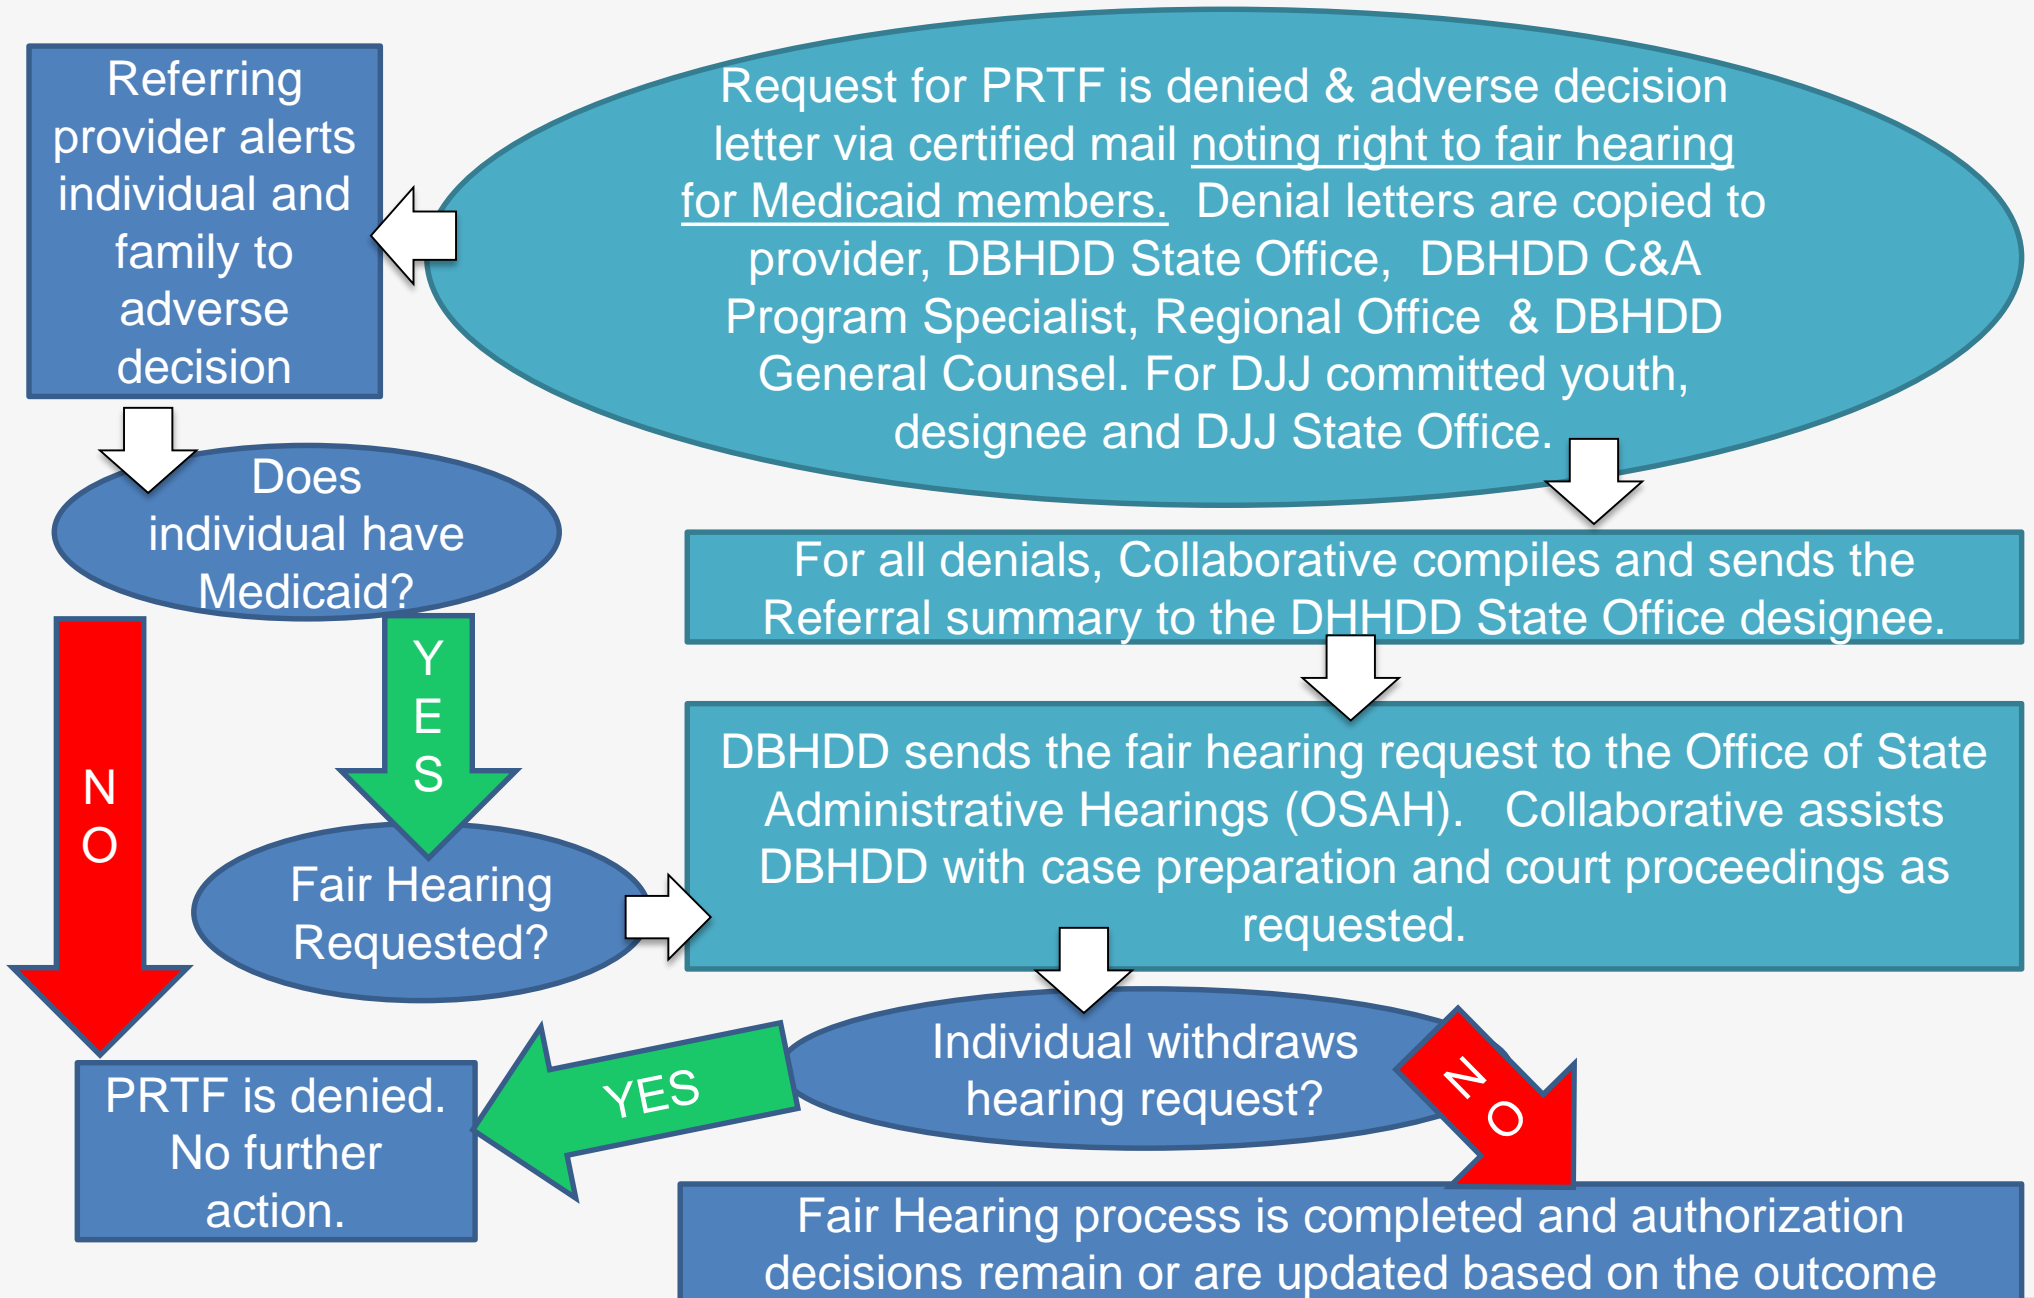 Referring
provider alerts
individual and
family to
adverse
decision
Request for PRTF is denied & adverse decision
letter via certified mail noting right to fair hearing
for Medicaid members. Denial letters are copied to
provider, DBHDD State Office, DBHDD C&A
Program Specialist, Regional Office & DBHDD
General Counsel. For DJJ committed youth,
designee and DJJ State Office.
Does
individual have
Medicaid?
For all denials, Collaborative compiles and sends the
Referral summary to the DHHDD State Office designee.
NO
YES
DBHDD sends the fair hearing request to the Office of State
Administrative Hearings (OSAH). Collaborative assists
DBHDD with case preparation and court proceedings as
requested.
Fair Hearing
Requested?
Individual withdraws
hearing request?
YES
NO
PRTF is denied.
No further
action.
Fair Hearing process is completed and authorization
decisions remain or are updated based on the outcome